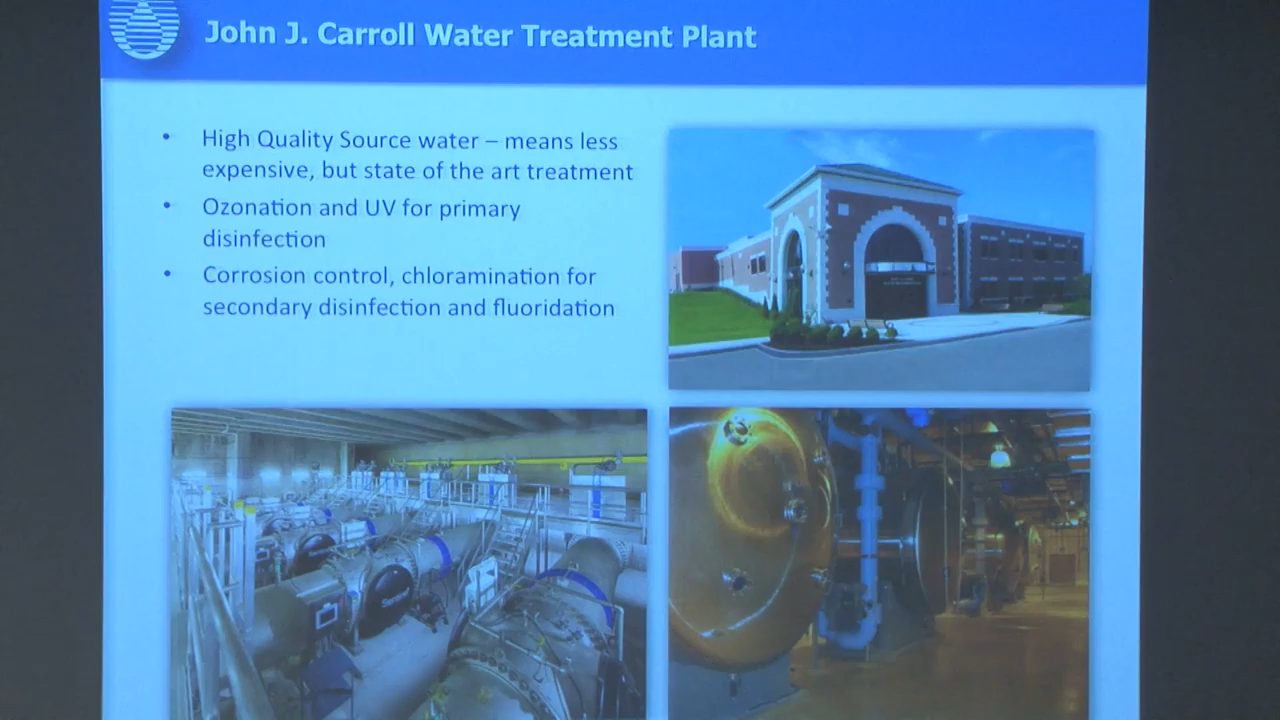 John J. Carroll Water Treatment Plant
• High Quality Source water – means less
expensive, but state of the art treatment
• Ozonation and UV for primary
disinfection
• Corrosion control, chloramination for
secondary disinfection and fluoridation